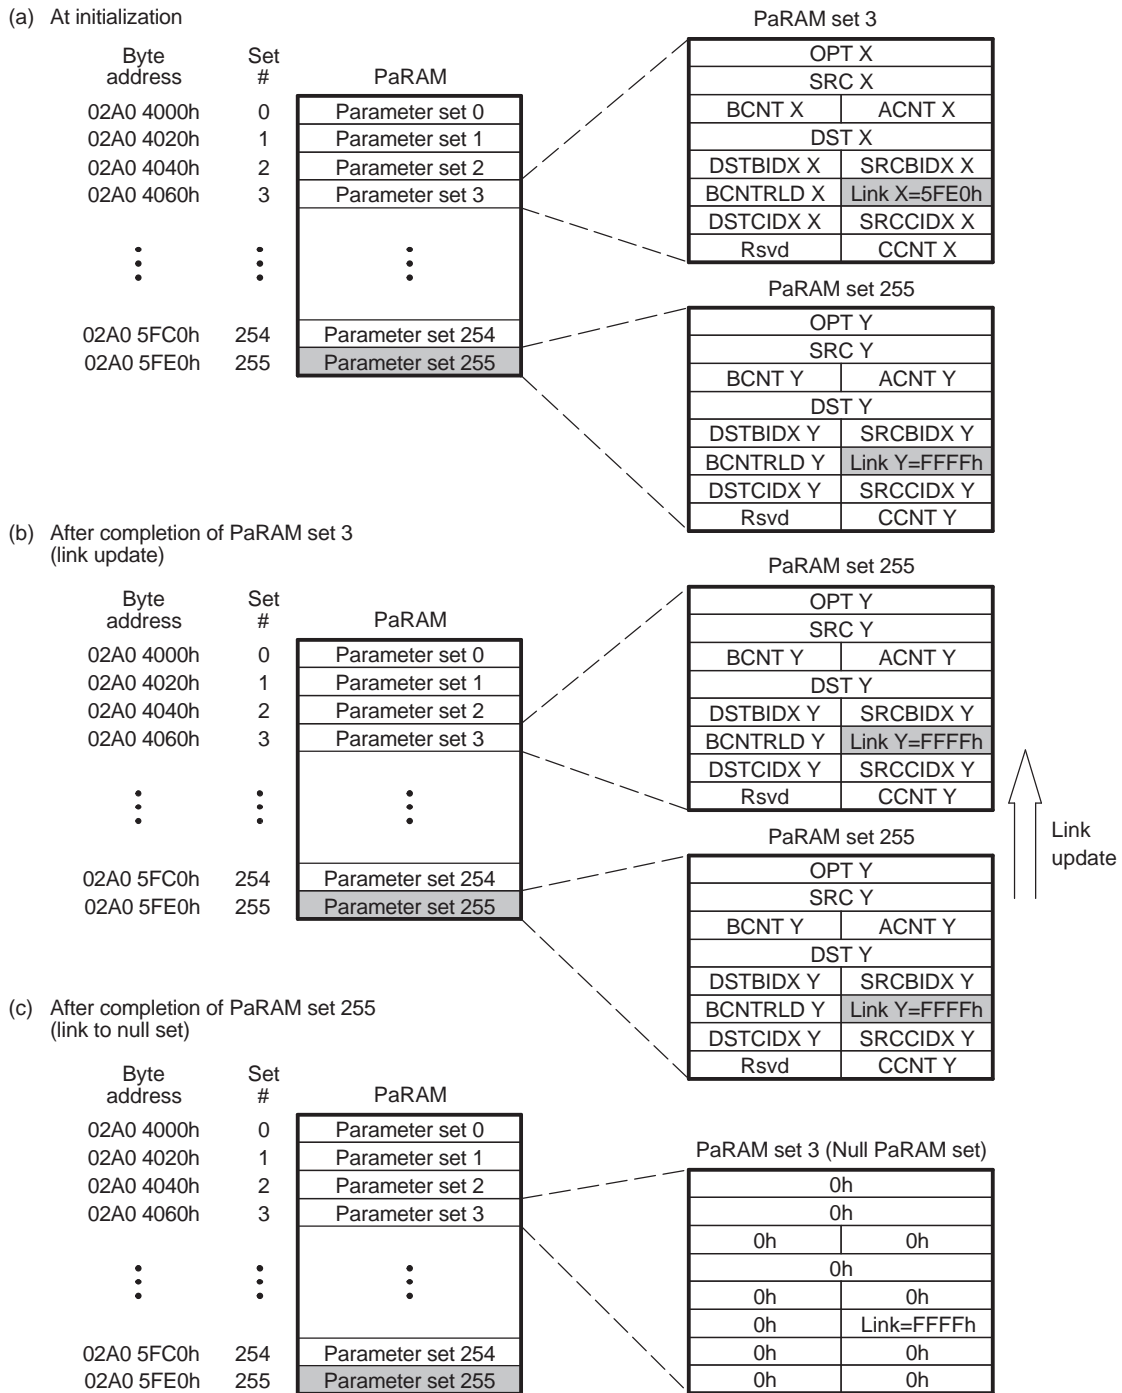 (a) At initialization
Byte address Set # PaRAM
02A0 4000h 0 Parameter set 0
02A0 4020h 1 Parameter set 1
02A0 4040h 2 Parameter set 2
02A0 4060h 3 Parameter set 3
02A0 5FC0h 254 Parameter set 254
02A0 5FE0h 255 Parameter set 255
PaRAM set 3
OPT X
SRC X
BCNT X ACNT X
DST X
DSTBIDX X SRCBIDX X
BCNTRLD X Link X=5FE0h
DSTCIDX X SRCCIDX X
Rsvd CCNT X
PaRAM set 255
OPT Y
SRC Y
BCNT Y ACNT Y
DST Y
DSTBIDX Y SRCBIDX Y
BCNTRLD Y Link Y=FFFFh
DSTCIDX Y SRCCIDX Y
Rsvd CCNT Y
(b) After completion of PaRAM set 3
(link update)
Byte address Set # PaRAM
02A0 4000h 0 Parameter set 0
02A0 4020h 1 Parameter set 1
02A0 4040h 2 Parameter set 2
02A0 4060h 3 Parameter set 3
02A0 5FC0h 254 Parameter set 254
02A0 5FE0h 255 Parameter set 255
PaRAM set 255
OPT Y
SRC Y
BCNT Y ACNT Y
DST Y
DSTBIDX Y SRCBIDX Y
BCNTRLD Y Link Y=FFFFh
DSTCIDX Y SRCCIDX Y
Rsvd CCNT Y
Link
update
PaRAM set 255
OPT Y
SRC Y
BCNT Y ACNT Y
DST Y
DSTBIDX Y SRCBIDX Y
BCNTRLD Y Link Y=FFFFh
DSTCIDX Y SRCCIDX Y
Rsvd CCNT Y
(c) After completion of PaRAM set 255
(link to null set)
Byte address Set # PaRAM
02A0 4000h 0 Parameter set 0
02A0 4020h 1 Parameter set 1
02A0 4040h 2 Parameter set 2
02A0 4060h 3 Parameter set 3
02A0 5FC0h 254 Parameter set 254
02A0 5FE0h 255 Parameter set 255
PaRAM set 3 (Null PaRAM set)
0h
0h
0h 0h
0h
0h 0h
0h Link=FFFFh
0h 0h
0h 0h